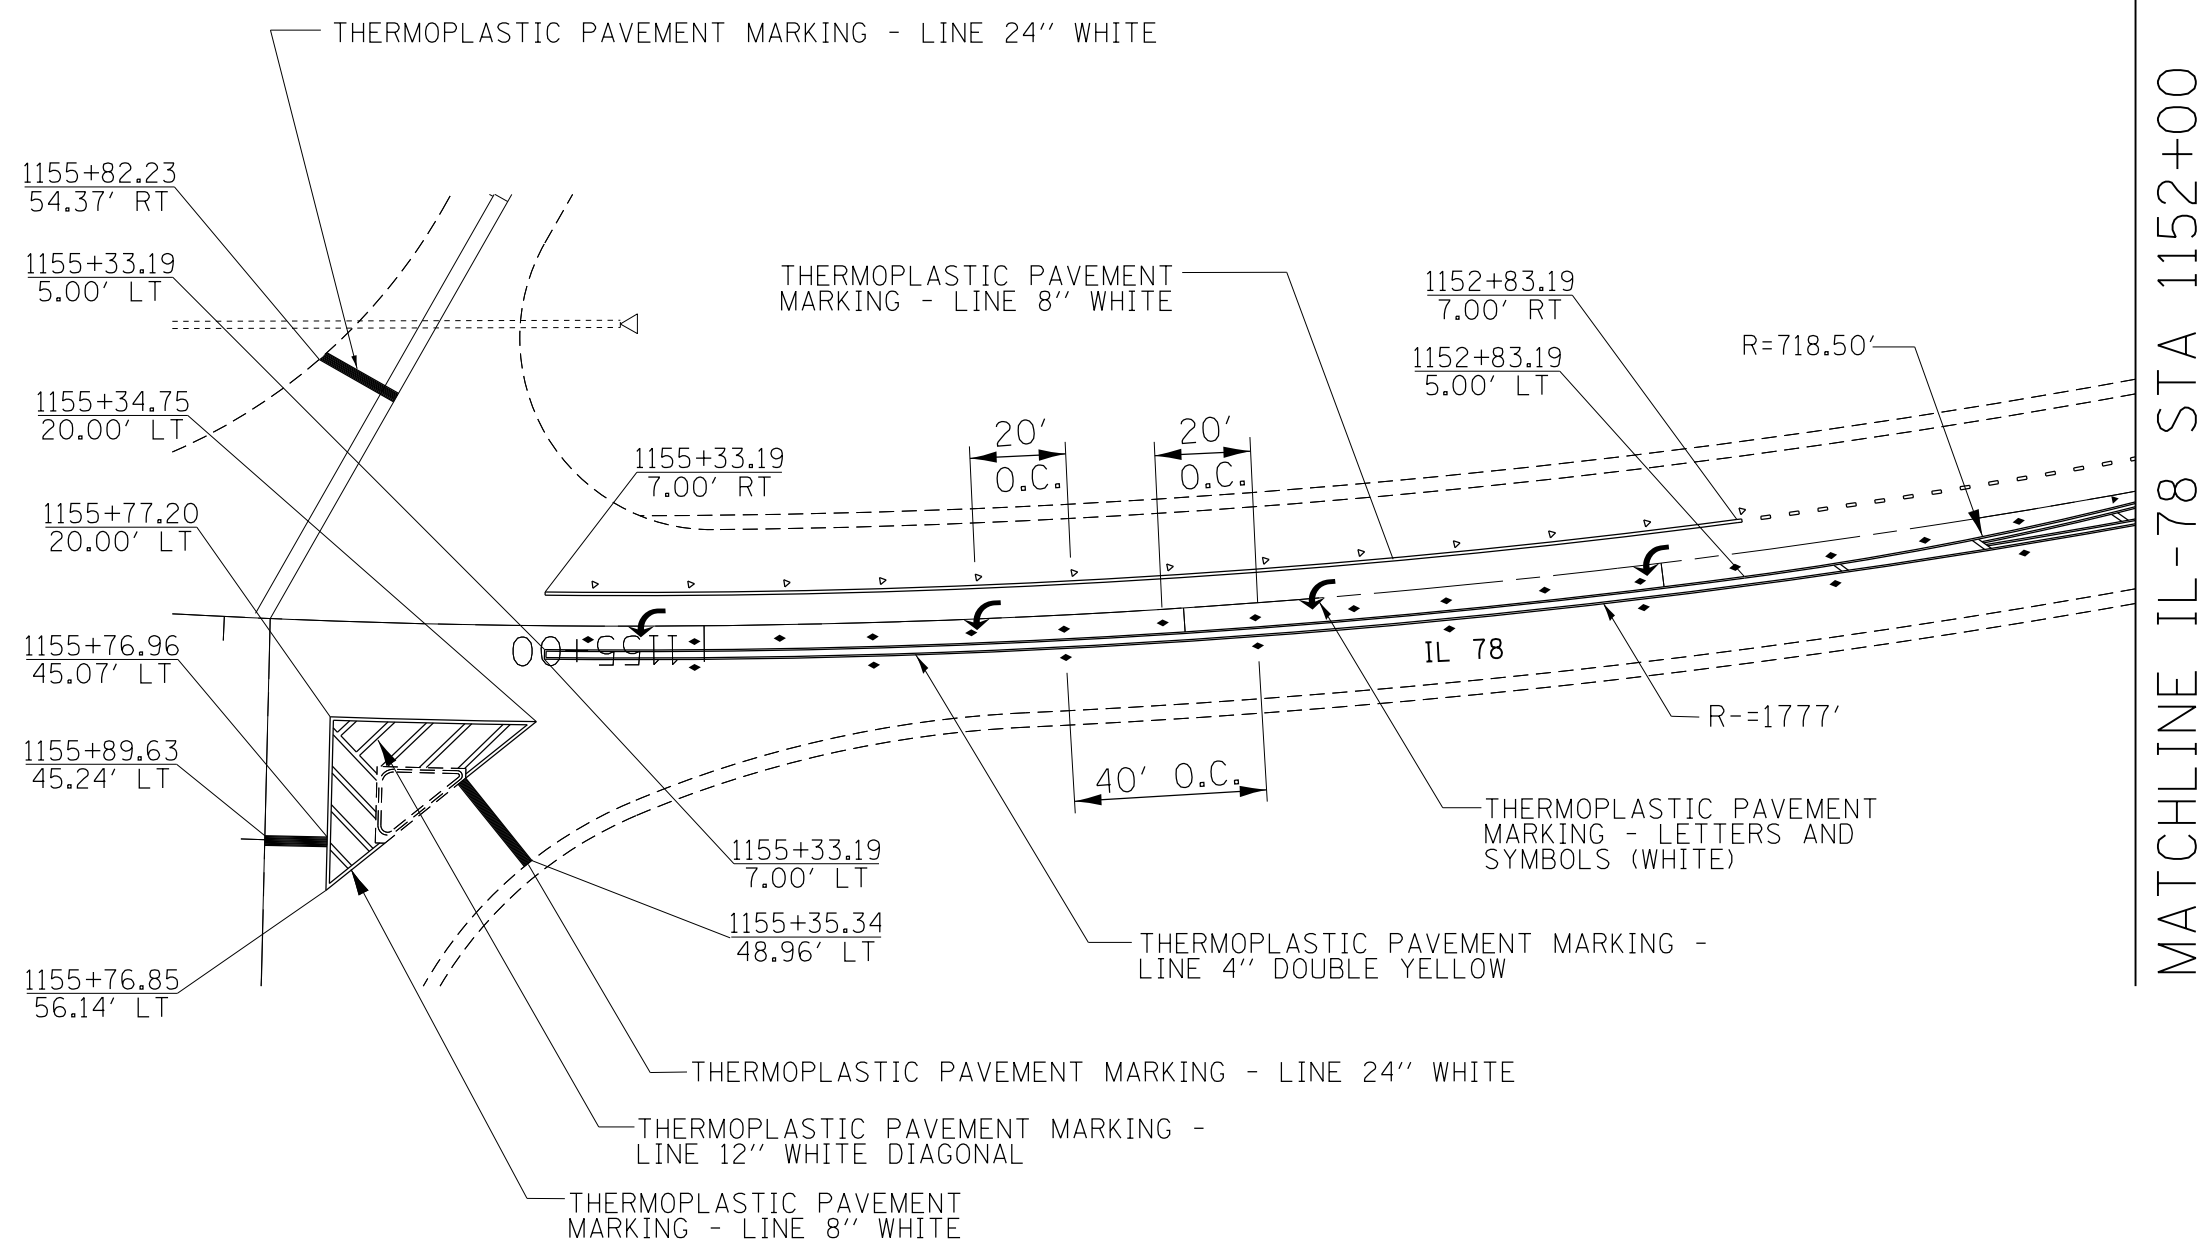 THERMOPLASTIC PAVEMENT MARKING - LINE 24'' WHITE
1155+82.23
54.37' RT
1155+33.19
5.00' LT
1155+34.75
20.00' LT
1155+77.20
20.00' LT
1155+76.96
45.07' LT
1155+89.63
45.24' LT
1155+76.85
56.14' LT
THERMOPLASTIC PAVEMENT
MARKING - LINE 8'' WHITE
1155+33.19
7.00' RT
20'
O.C.
20'
O.C.
1152+83.19
7.00' RT
1152+83.19
5.00' LT
R=718.50'
1155+00
IL 78
R-=1777'
40' O.C.
1155+33.19
7.00' LT
1155+35.34
48.96' LT
THERMOPLASTIC PAVEMENT
MARKING - LETTERS AND
SYMBOLS (WHITE)
THERMOPLASTIC PAVEMENT MARKING -
LINE 4'' DOUBLE YELLOW
THERMOPLASTIC PAVEMENT MARKING - LINE 24'' WHITE
THERMOPLASTIC PAVEMENT MARKING -
LINE 12'' WHITE DIAGONAL
THERMOPLASTIC PAVEMENT
MARKING - LINE 8'' WHITE
MATCHLINE IL-78 STA 1152+00